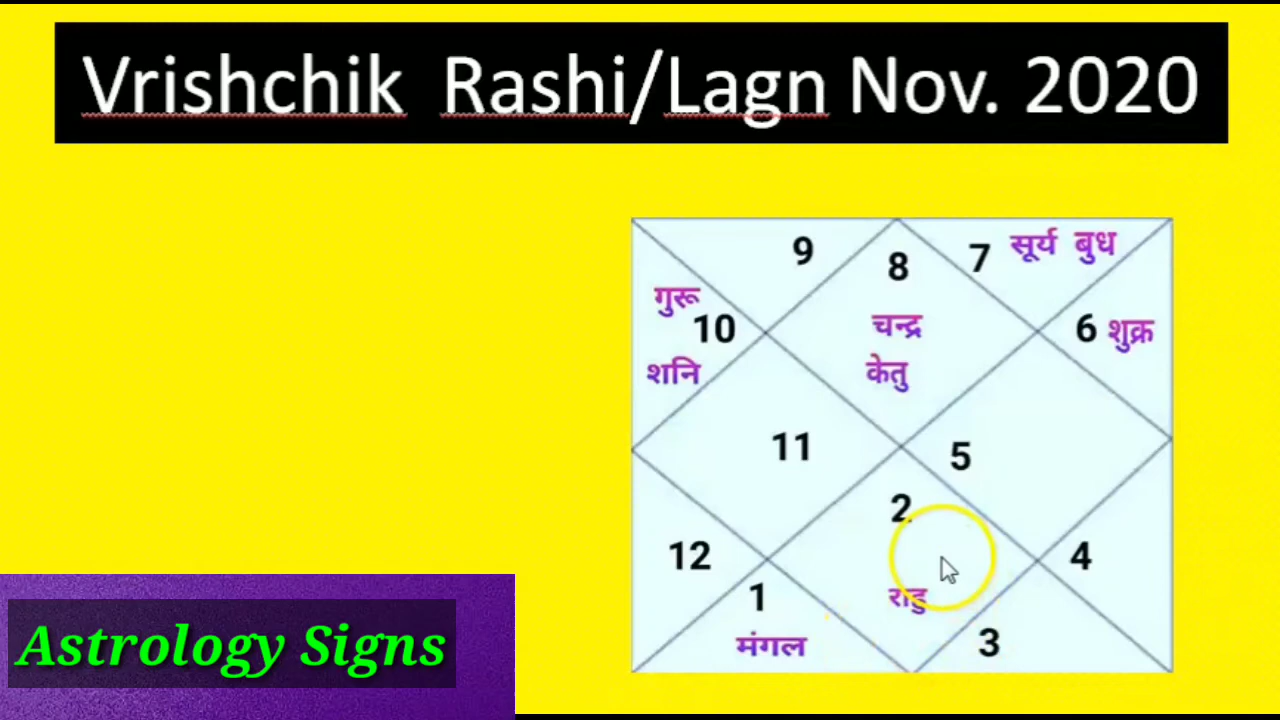 Vrishchik Rashi/Lagn Nov. 2020
9
8
7 सूर्य बुध
गुरू
10
चन्द्र
6 शुक्र
शनि
केतु
11
5
2
12
4
1
राहु
मंगल
3
Astrology Signs